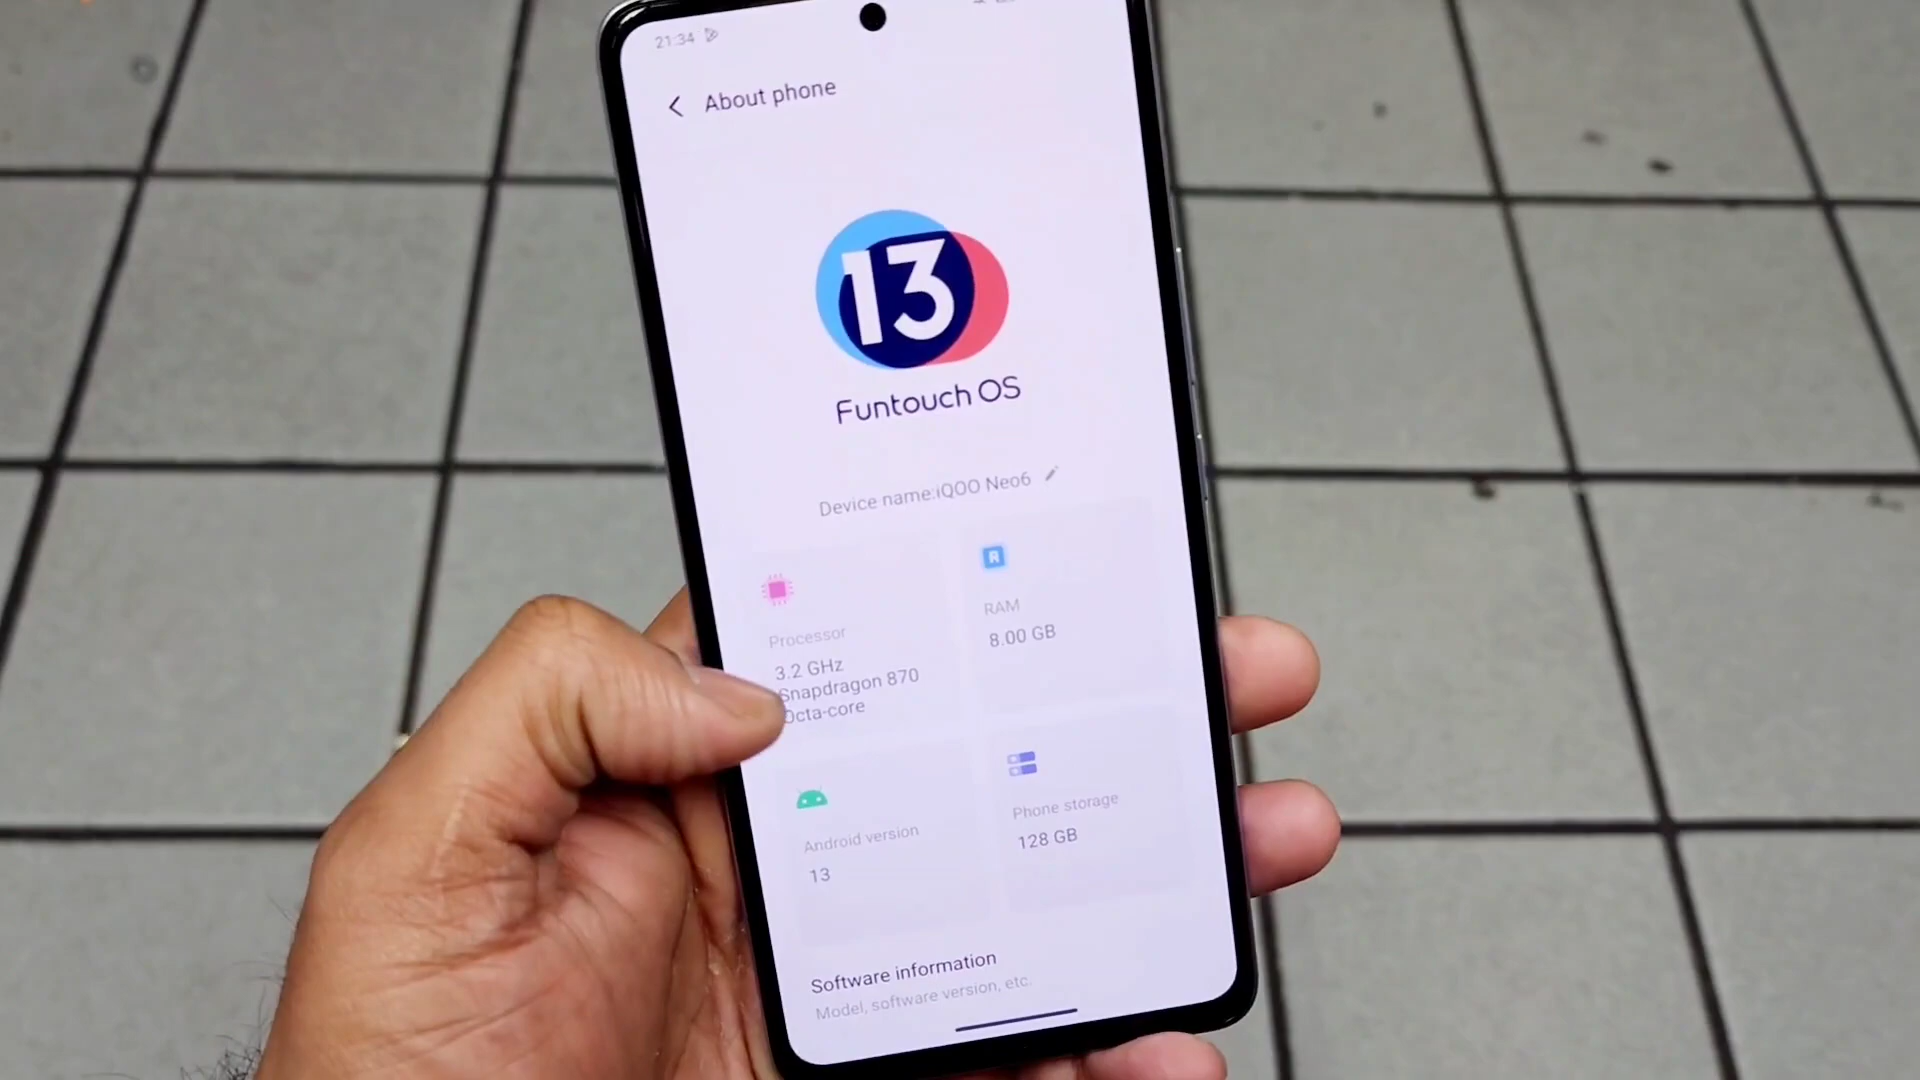 21:34
About phone
13
Funtouch OS
Device name:iQOO Neo6
R
Processor
3.2 GHz
Snapdragon 870
Octa-core
RAM
8.00 GB
Android version
13
Phone storage
128 GB
Software information
Model, software version, etc.